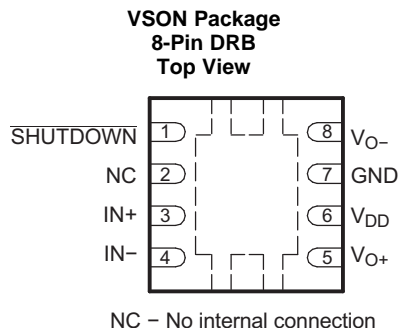 VSON Package
8-Pin DRB
Top View
SHUTDOWN 1 8 VO−
NC 2 7 GND
IN+ 3 6 VDD
IN− 4 5 VO+
NC − No internal connection